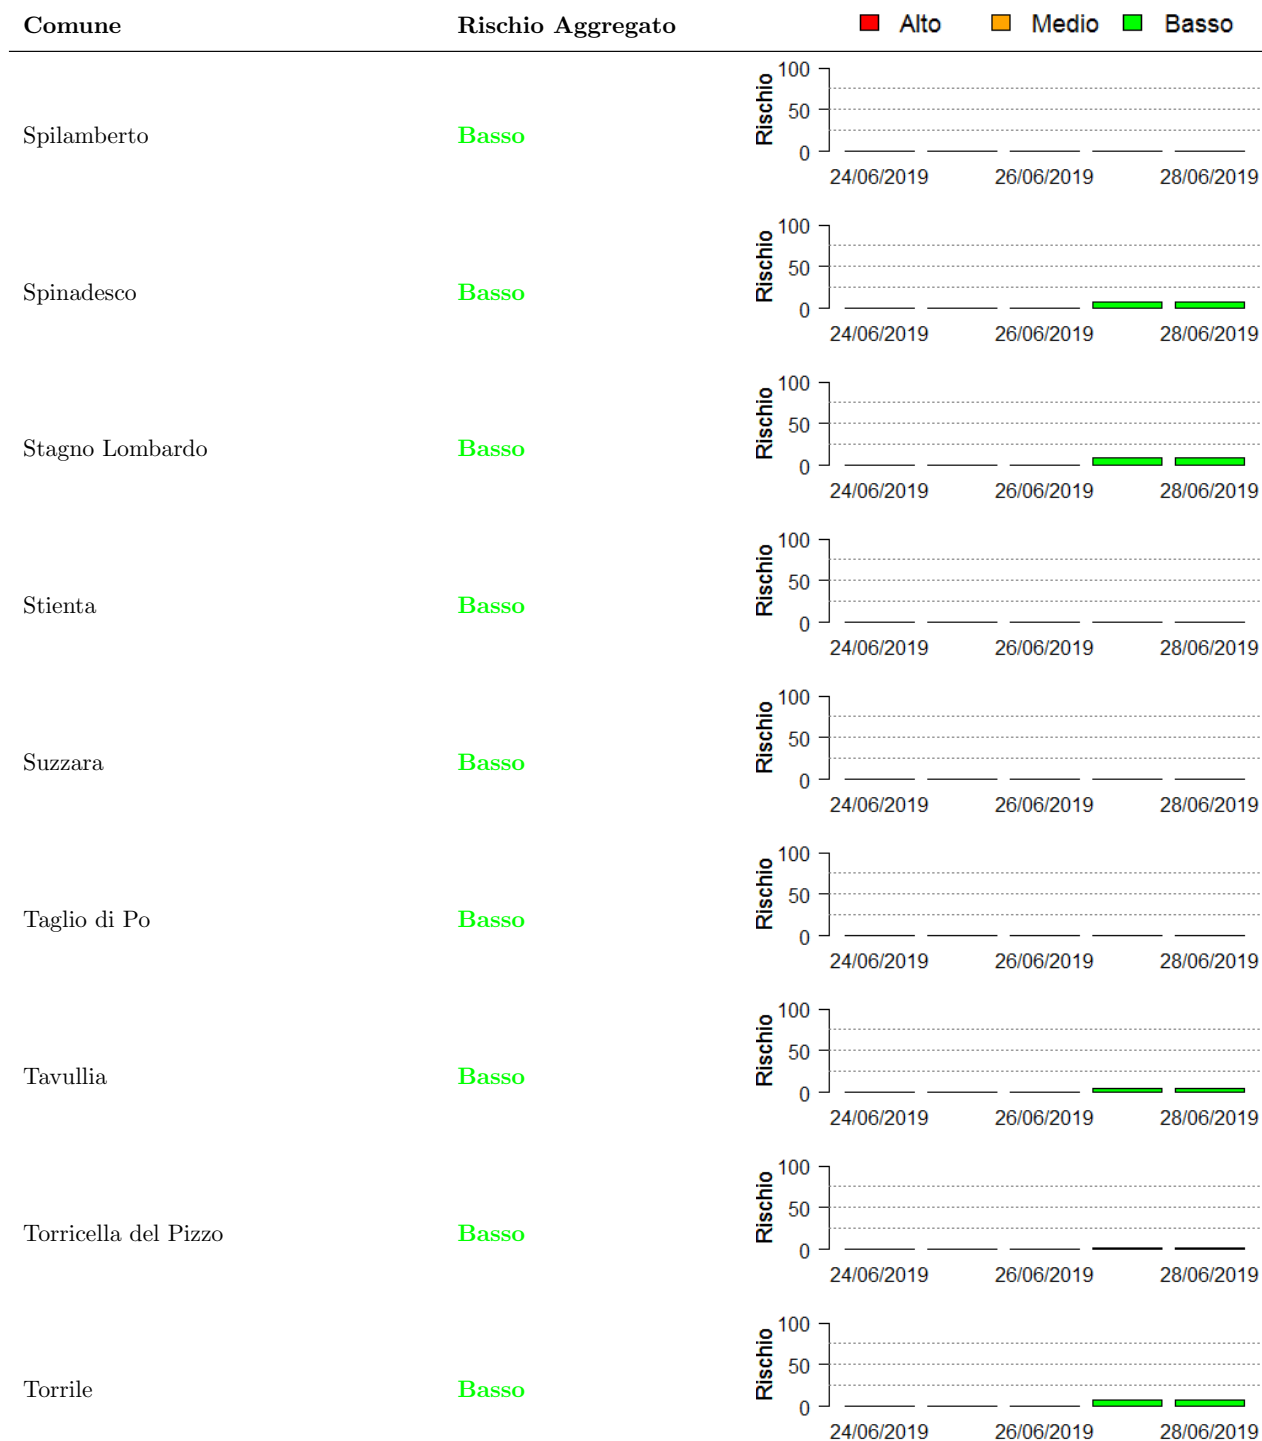 Comune Rischio Aggregato Alto Medio Basso
100
50
0
Rischio
Spilamberto Basso
24/06/2019 26/06/2019 28/06/2019
100
50
0
Rischio
Spinadesco Basso
24/06/2019 26/06/2019 28/06/2019
100
50
0
Rischio
Stagno Lombardo Basso
24/06/2019 26/06/2019 28/06/2019
100
50
0
Rischio
Stienta Basso
24/06/2019 26/06/2019 28/06/2019
100
50
0
Rischio
Suzzara Basso
24/06/2019 26/06/2019 28/06/2019
100
50
0
Rischio
Taglio di Po Basso
24/06/2019 26/06/2019 28/06/2019
100
50
0
Rischio
Tavullia Basso
24/06/2019 26/06/2019 28/06/2019
100
50
0
Rischio
Torricella del Pizzo Basso
24/06/2019 26/06/2019 28/06/2019
100
50
0
Rischio
Torrile Basso
24/06/2019 26/06/2019 28/06/2019